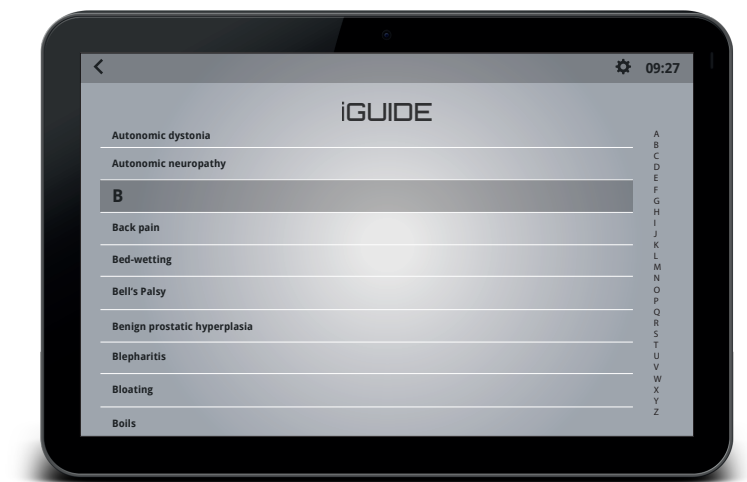 09:27
iGUIDE
Autonomic dystonia
Autonomic neuropathy
B
Back pain
Bed-wetting
Bell's Palsy
Benign prostatic hyperplasia
Blepharitis
Bloating
Boils
A
B
C
D
E
F
G
H
I
J
K
L
M
N
O
P
Q
R
S
T
U
V
W
X
Y
Z